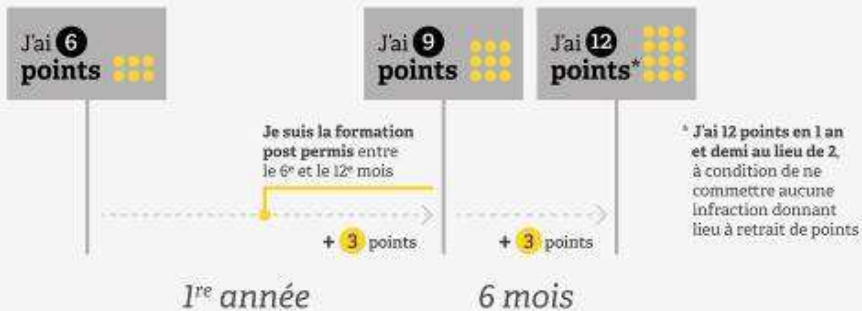 J'ai 6
points
J'ai 9
points
J'ai 12
points*
Je suis la formation
post permis entre
le 6e et le 12e mois
* J'ai 12 points en 1 an
et demi au lieu de 2,
à condition de ne
commettre aucune
infraction donnant
lieu à retrait de points
+ 3 points
+ 3 points
1re année
6 mois